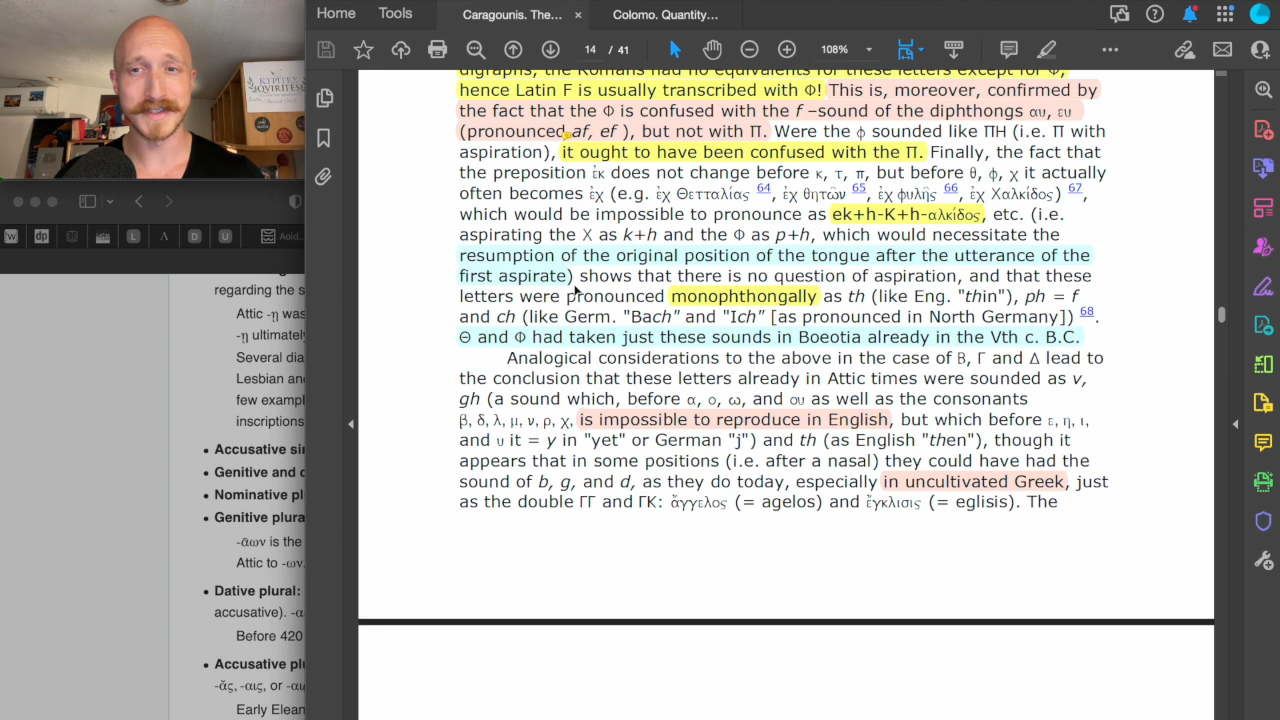 Home
Tools
Caragounis. The... ×
Colomo. Quantity...
14 / 41
108%
KYPITEC
QVIRITES
digraphs, the Romans had no equivalents for these letters except for Φ,
hence Latin F is usually transcribed with Φ! This is, moreover, confirmed by
the fact that the Φ is confused with the f –sound of the diphthongs αυ, ευ
(pronounced af, ef ), but not with Π. Were the φ sounded like ΠΗ (i.e. Π with
aspiration), it ought to have been confused with the Π. Finally, the fact that
the preposition ἐκ does not change before κ, τ, π, but before θ, φ, χ it actually
often becomes ἐχ (e.g. ἐχ Θετταλίας 64, ἐχ θητῶν 65, ἐχ φυλῆς 66, ἐχ Χαλκίδος) 67,
which would be impossible to pronounce as ek+h-K+h-αλκίδος, etc. (i.e.
aspirating the Χ as k+h and the Φ as p+h, which would necessitate the
resumption of the original position of the tongue after the utterance of the
first aspirate) shows that there is no question of aspiration, and that these
letters were pronounced monophthongally as th (like Eng. "thin"), ph = f
and ch (like Germ. "Bach" and "Ich" [as pronounced in North Germany]) 68.
Θ and Φ had taken just these sounds in Boeotia already in the Vth c. B.C.
Analogical considerations to the above in the case of Β, Γ and Δ lead to
the conclusion that these letters already in Attic times were sounded as v,
gh (a sound which, before α, ο, ω, and ου as well as the consonants
β, δ, λ, μ, ν, ρ, χ, is impossible to reproduce in English, but which before ε, η, ι,
and υ it = y in "yet" or German "j") and th (as English "then"), though it
appears that in some positions (i.e. after a nasal) they could have had the
sound of b, g, and d, as they do today, especially in uncultivated Greek, just
as the double ΓΓ and ΓΚ: ἄγγελος (= agelos) and ἔγκλισις (= eglisis). The
W
dp
L
Λ
D
U
Aoid
regarding the s
Attic -ῃ was
-ῃ ultimately
Several dia
Lesbian and
few examp
inscriptions
• Accusative sin
• Genitive and d
• Nominative pl
• Genitive plura
-ᾱων is the
Attic to -ων.
• Dative plural:
accusative). -α
Before 420
• Accusative plu
-ᾰς, -αις, or -αι
Early Elean